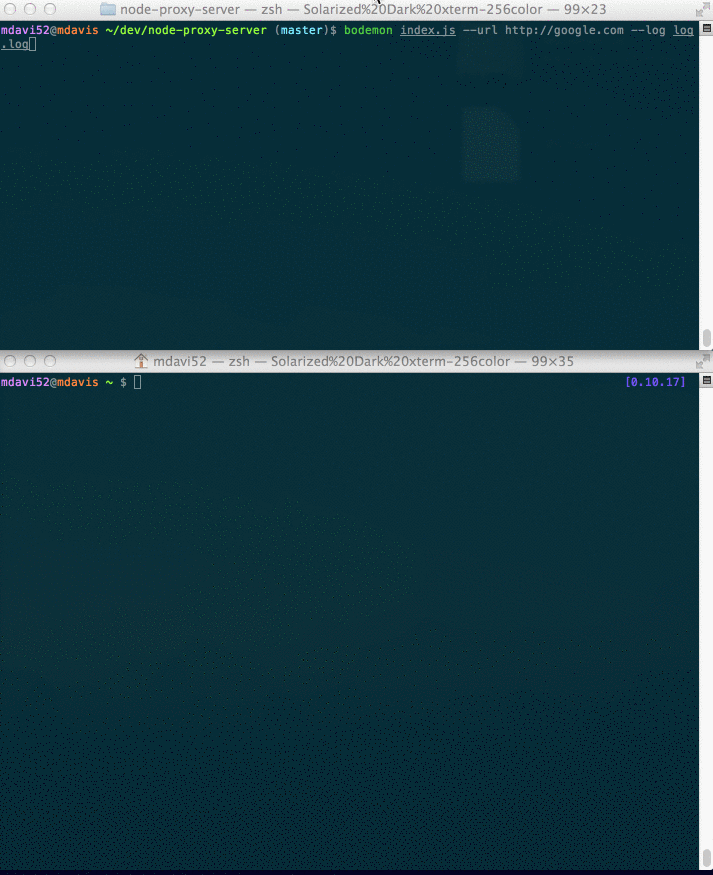 node-proxy-server — zsh — Solarized%20Dark%20xterm-256color — 99×23
mdavi52@mdavis ~/dev/node-proxy-server (master)$ bodemon index.js --url http://google.com --log log
.log
mdavi52 — zsh — Solarized%20Dark%20xterm-256color — 99×35
mdavi52@mdavis ~ $ [0.10.17]